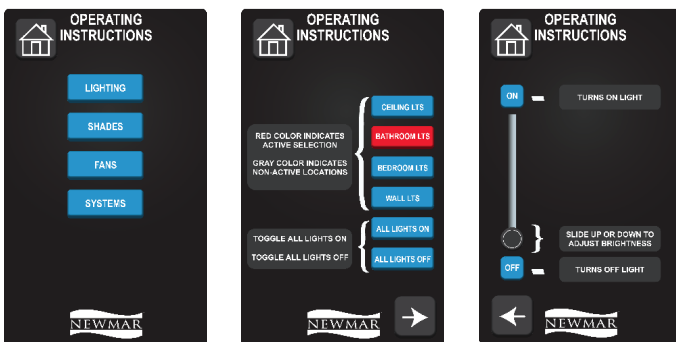 OPERATING
INSTRUCTIONS
LIGHTING
SHADES
FANS
SYSTEMS
NEWMAR
OPERATING
INSTRUCTIONS
CEILING LTS
RED COLOR INDICATES
ACTIVE SELECTION
BATHROOM LTS
GRAY COLOR INDICATES
NON-ACTIVE LOCATIONS
BEDROOM LTS
WALL LTS
ALL LIGHTS ON
TOGGLE ALL LIGHTS ON
TOGGLE ALL LIGHTS OFF
ALL LIGHTS OFF
NEWMAR
OPERATING
INSTRUCTIONS
ON
TURNS ON LIGHT
SLIDE UP OR DOWN TO
ADJUST BRIGHTNESS
OFF
TURNS OFF LIGHT
NEWMAR